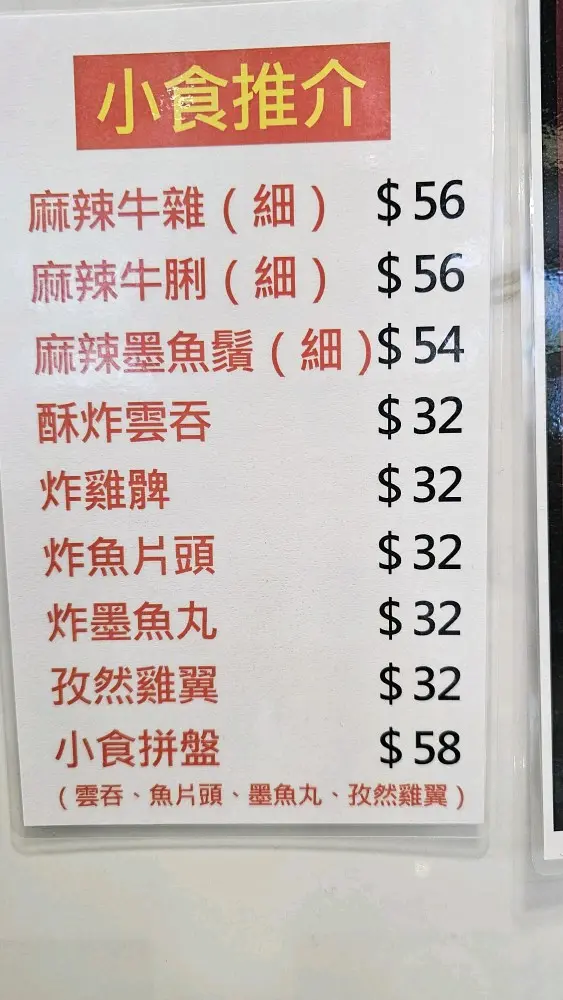 小食推介
麻辣牛雜(細) $56
麻辣牛脷(細) $56
麻辣墨魚鬚(細) $54
酥炸雲吞 $32
炸雞髀 $32
炸魚片頭 $32
炸墨魚丸 $32
孜然雞翼 $32
小食拼盤 $58
(雲吞、魚片頭、墨魚丸、孜然雞翼)